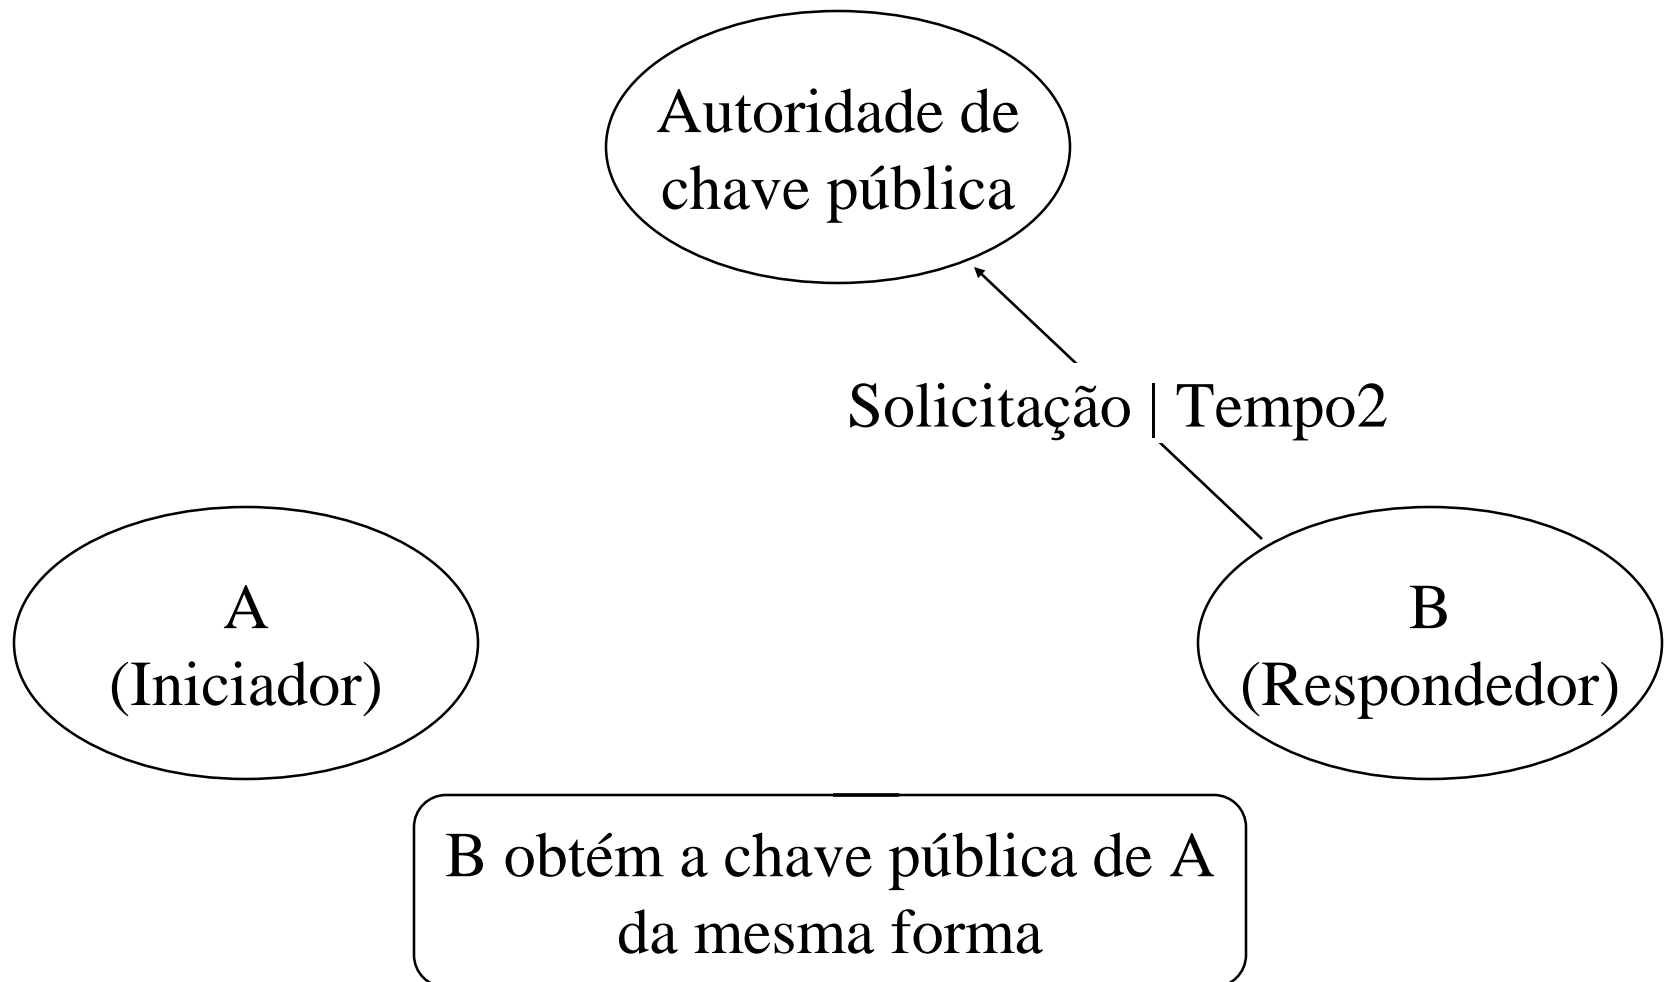 Autoridade de
chave pública
Solicitação | Tempo2
A
(Iniciador)
B
(Respondedor)
B obtém a chave pública de A
da mesma forma